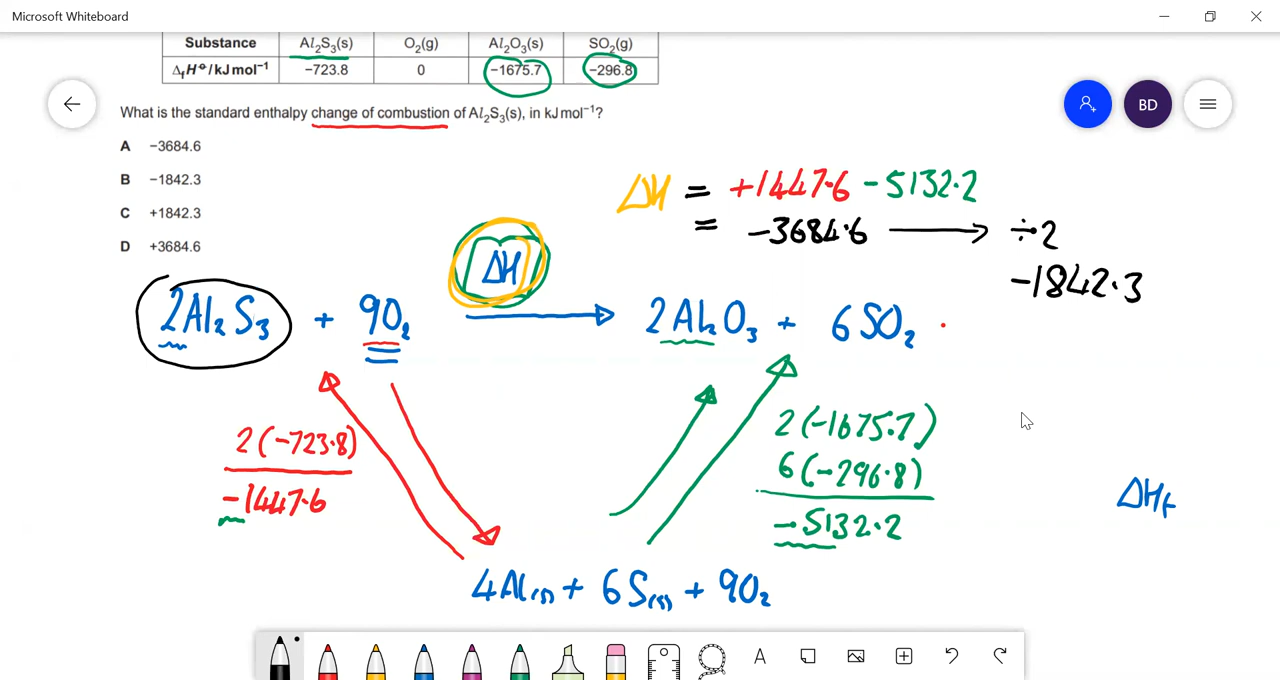 Microsoft Whiteboard
Substance Al₂S₃(s) O₂(g) Al₂O₃(s) SO₂(g)
ΔfH⦵/kJ mol⁻¹ −723.8 0 −1675.7 −296.8
What is the standard enthalpy change of combustion of Al₂S₃(s), in kJ mol⁻¹?
A −3684.6
B −1842.3
C +1842.3
D +3684.6
BD
ΔH = +1447.6 −5132.2
= −3684.6 ⟶ ÷2
−1842.3
ΔH
2Al₂S₃ + 9O₂ ⟶ 2Al₂O₃ + 6SO₂
2(−723.8)
−1447.6
2(−1675.7)
6(−296.8)
−5132.2
ΔHf
4Al(s) + 6S(s) + 9O₂
A